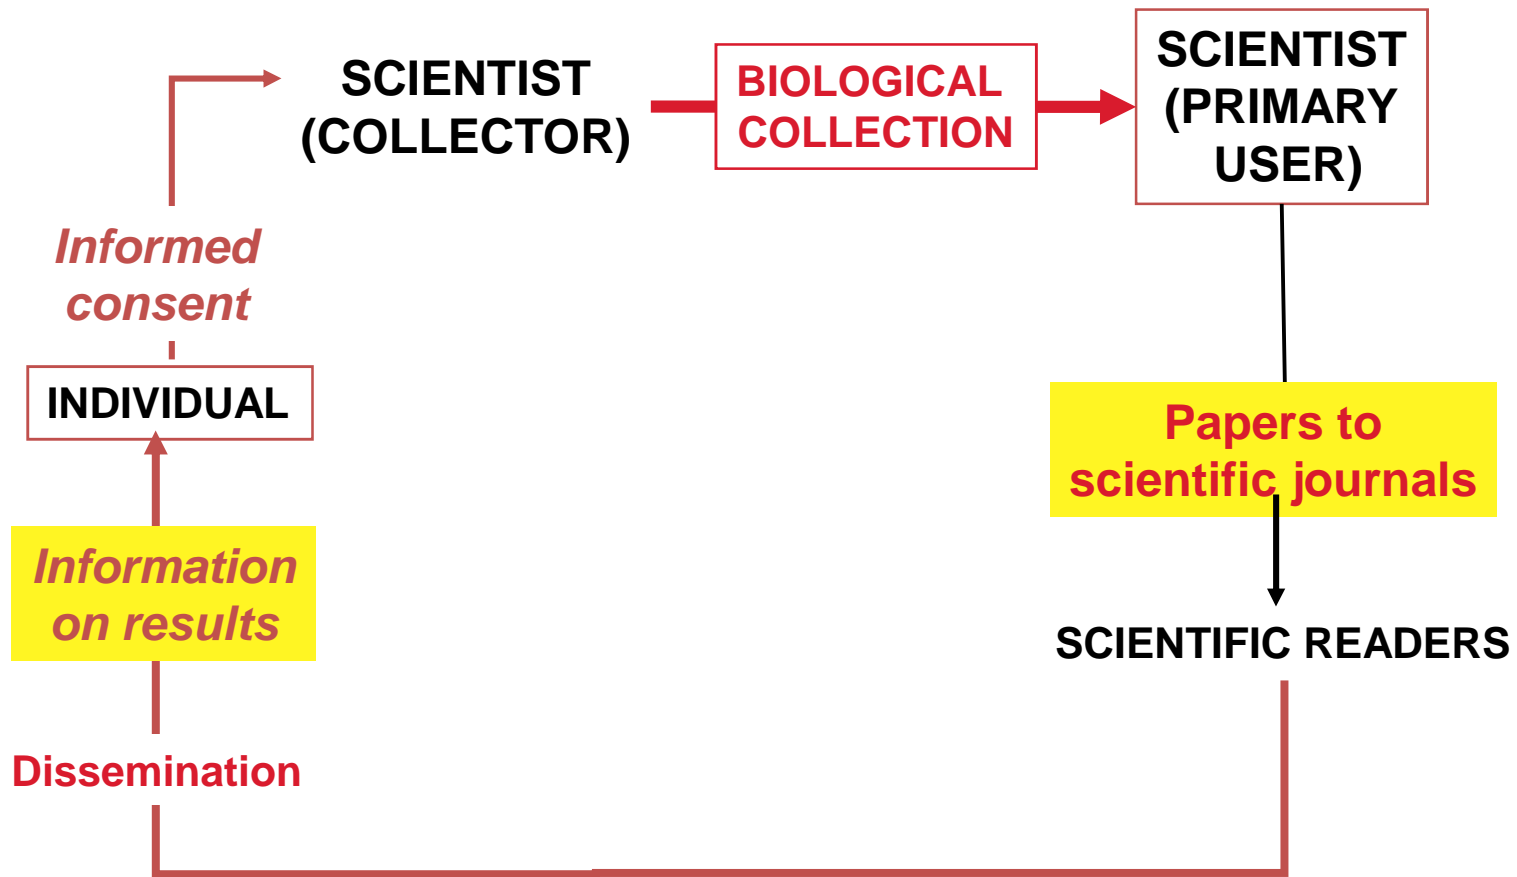 SCIENTIST
(COLLECTOR)
BIOLOGICAL
COLLECTION
SCIENTIST
(PRIMARY
USER)
Informed
consent
INDIVIDUAL
Papers to
scientific journals
Information
on results
SCIENTIFIC READERS
Dissemination